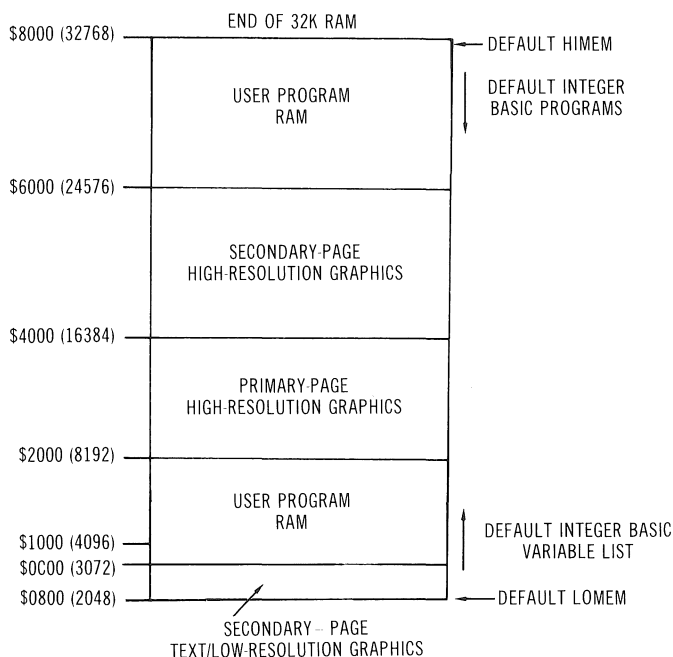 END OF 32K RAM
$8000 (32768)
DEFAULT HIMEM
USER PROGRAM
RAM
DEFAULT INTEGER
BASIC PROGRAMS
$6000 (24576)
SECONDARY-PAGE
HIGH-RESOLUTION GRAPHICS
$4000 (16384)
PRIMARY-PAGE
HIGH-RESOLUTION GRAPHICS
$2000 (8192)
USER PROGRAM
RAM
$1000 (4096)
DEFAULT INTEGER BASIC
VARIABLE LIST
$0C00 (3072)
$0800 (2048)
DEFAULT LOMEM
SECONDARY - PAGE
TEXT/LOW-RESOLUTION GRAPHICS